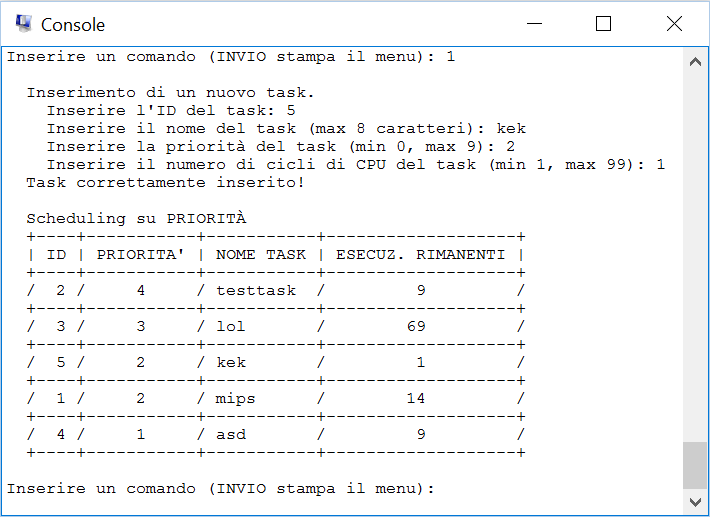 Console
Inserire un comando (INVIO stampa il menu): 1
Inserimento di un nuovo task.
Inserire l'ID del task: 5
Inserire il nome del task (max 8 caratteri): kek
Inserire la priorità del task (min 0, max 9): 2
Inserire il numero di cicli di CPU del task (min 1, max 99): 1
Task correttamente inserito!
Scheduling su PRIORITÀ
+----+-----------+-----------+-------------------+
| ID | PRIORITA' | NOME TASK | ESECUZ. RIMANENTI |
+----+-----------+-----------+-------------------+
/  2 /     4     / testtask  /         9         /
+----+-----------+-----------+-------------------+
/  3 /     3     / lol       /        69         /
+----+-----------+-----------+-------------------+
/  5 /     2     / kek       /         1         /
+----+-----------+-----------+-------------------+
/  1 /     2     / mips      /        14         /
+----+-----------+-----------+-------------------+
/  4 /     1     / asd       /         9         /
+----+-----------+-----------+-------------------+
Inserire un comando (INVIO stampa il menu):